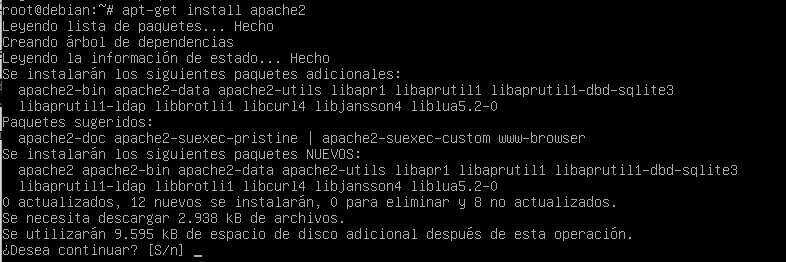 root@debian:~# apt-get install apache2
Leyendo lista de paquetes... Hecho
Creando árbol de dependencias
Leyendo la información de estado... Hecho
Se instalarán los siguientes paquetes adicionales:
  apache2-bin apache2-data apache2-utils libapr1 libaprutil1 libaprutil1-dbd-sqlite3
  libaprutil1-ldap libbrotli1 libcurl4 libjansson4 liblua5.2-0
Paquetes sugeridos:
  apache2-doc apache2-suexec-pristine | apache2-suexec-custom www-browser
Se instalarán los siguientes paquetes NUEVOS:
  apache2 apache2-bin apache2-data apache2-utils libapr1 libaprutil1 libaprutil1-dbd-sqlite3
  libaprutil1-ldap libbrotli1 libcurl4 libjansson4 liblua5.2-0
0 actualizados, 12 nuevos se instalarán, 0 para eliminar y 8 no actualizados.
Se necesita descargar 2.938 kB de archivos.
Se utilizarán 9.595 kB de espacio de disco adicional después de esta operación.
¿Desea continuar? [S/n] _